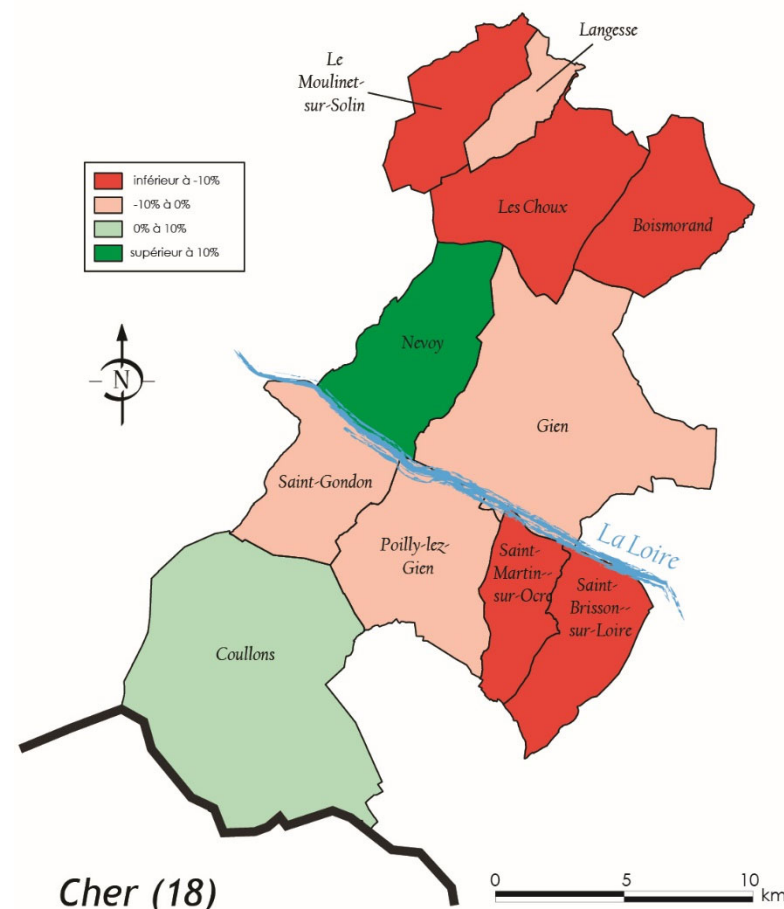 Langesse
Le
Moulinet-
sur-Solin
inférieur à -10%
-10% à 0%
0% à 10%
supérieur à 10%
Les Choux
Boismorand
N
Nevoy
Gien
Saint-Gondon
Poilly-lez-
Gien
La Loire
Saint-
Martin--
sur-Ocre
Saint-
Brisson--
sur-Loire
Coullons
Cher (18)
0 5 10
km